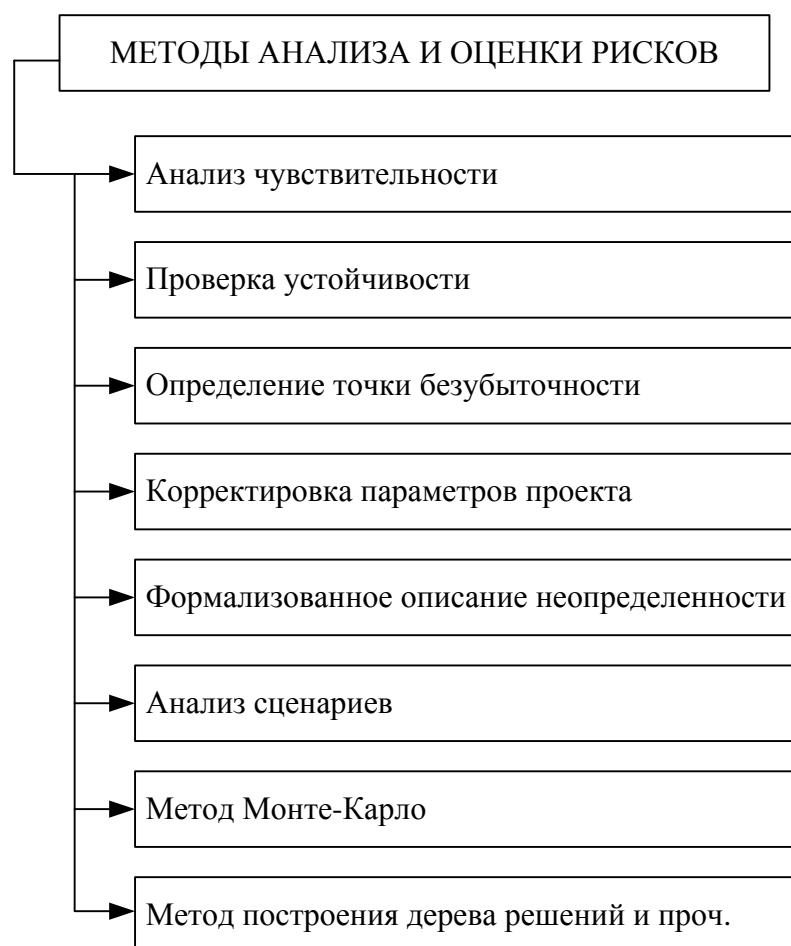 МЕТОДЫ АНАЛИЗА И ОЦЕНКИ РИСКОВ
Анализ чувствительности
Проверка устойчивости
Определение точки безубыточности
Корректировка параметров проекта
Формализованное описание неопределенности
Анализ сценариев
Метод Монте-Карло
Метод построения дерева решений и проч.